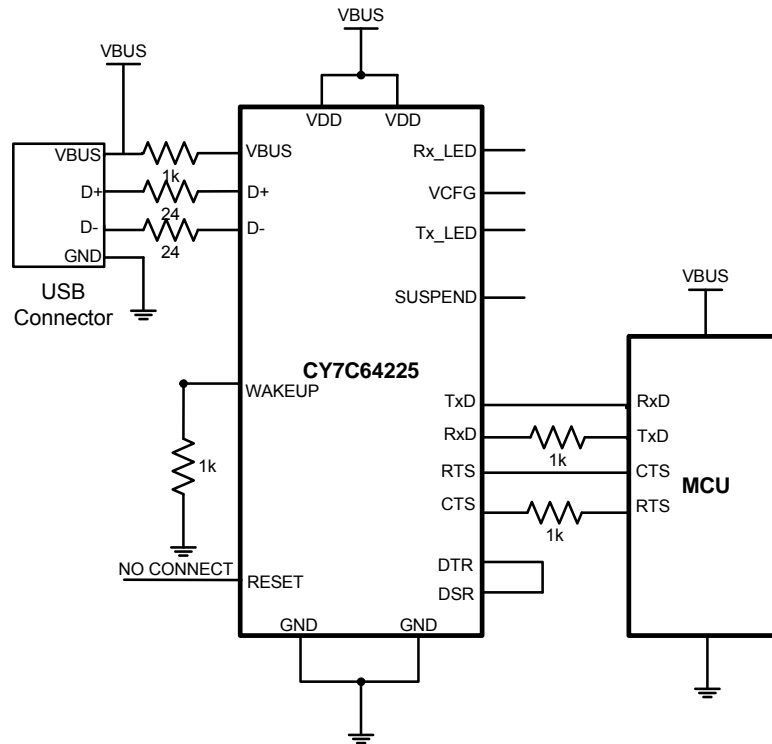 VBUS
VBUS
VDD VDD
VBUS
1k
VBUS
Rx_LED
D+
24
D+
VCFG
D-
24
D-
Tx_LED
GND
USB
Connector
SUSPEND
VBUS
CY7C64225
WAKEUP
1k
TxD
RxD
RxD
1k
TxD
RTS
CTS
CTS
1k
RTS
MCU
NO CONNECT
RESET
DTR
DSR
GND GND